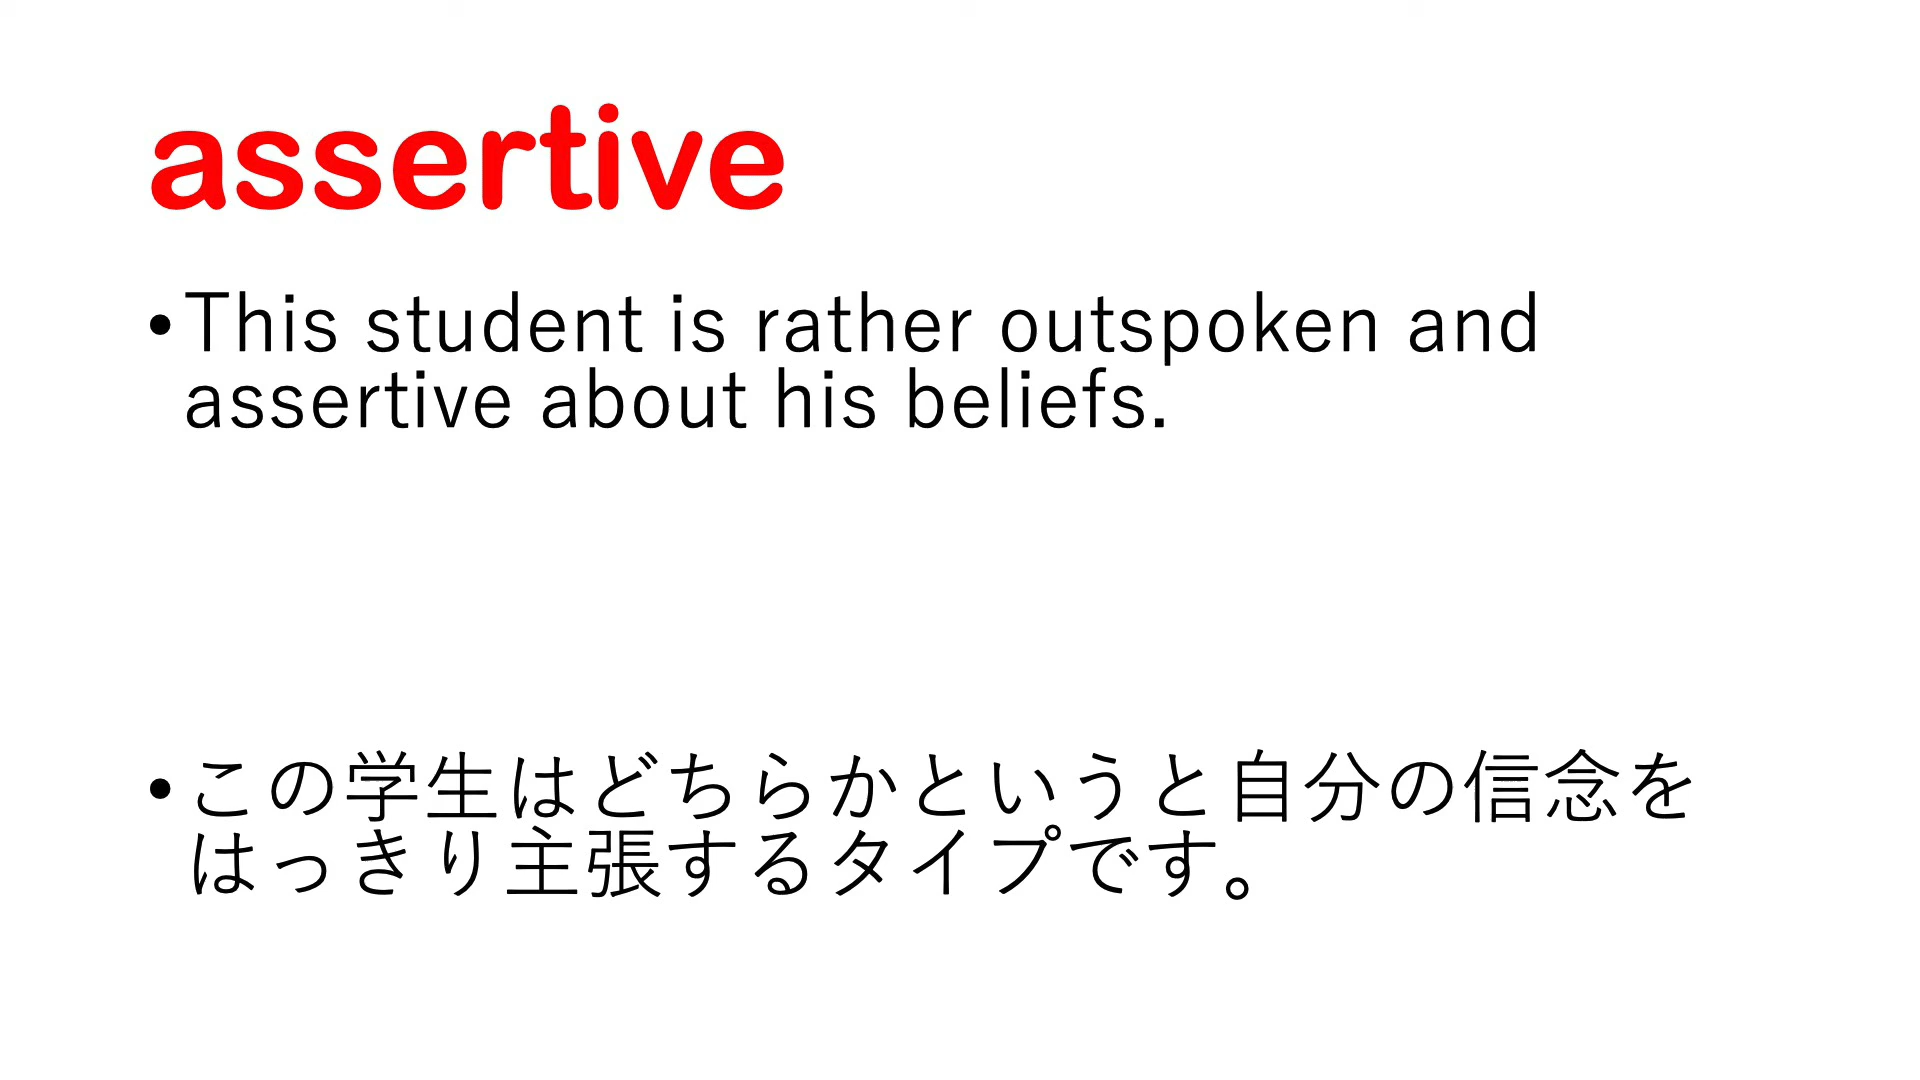 assertive
•This student is rather outspoken and
assertive about his beliefs.
•この学生はどちらかというと自分の信念を
はっきり主張するタイプです。